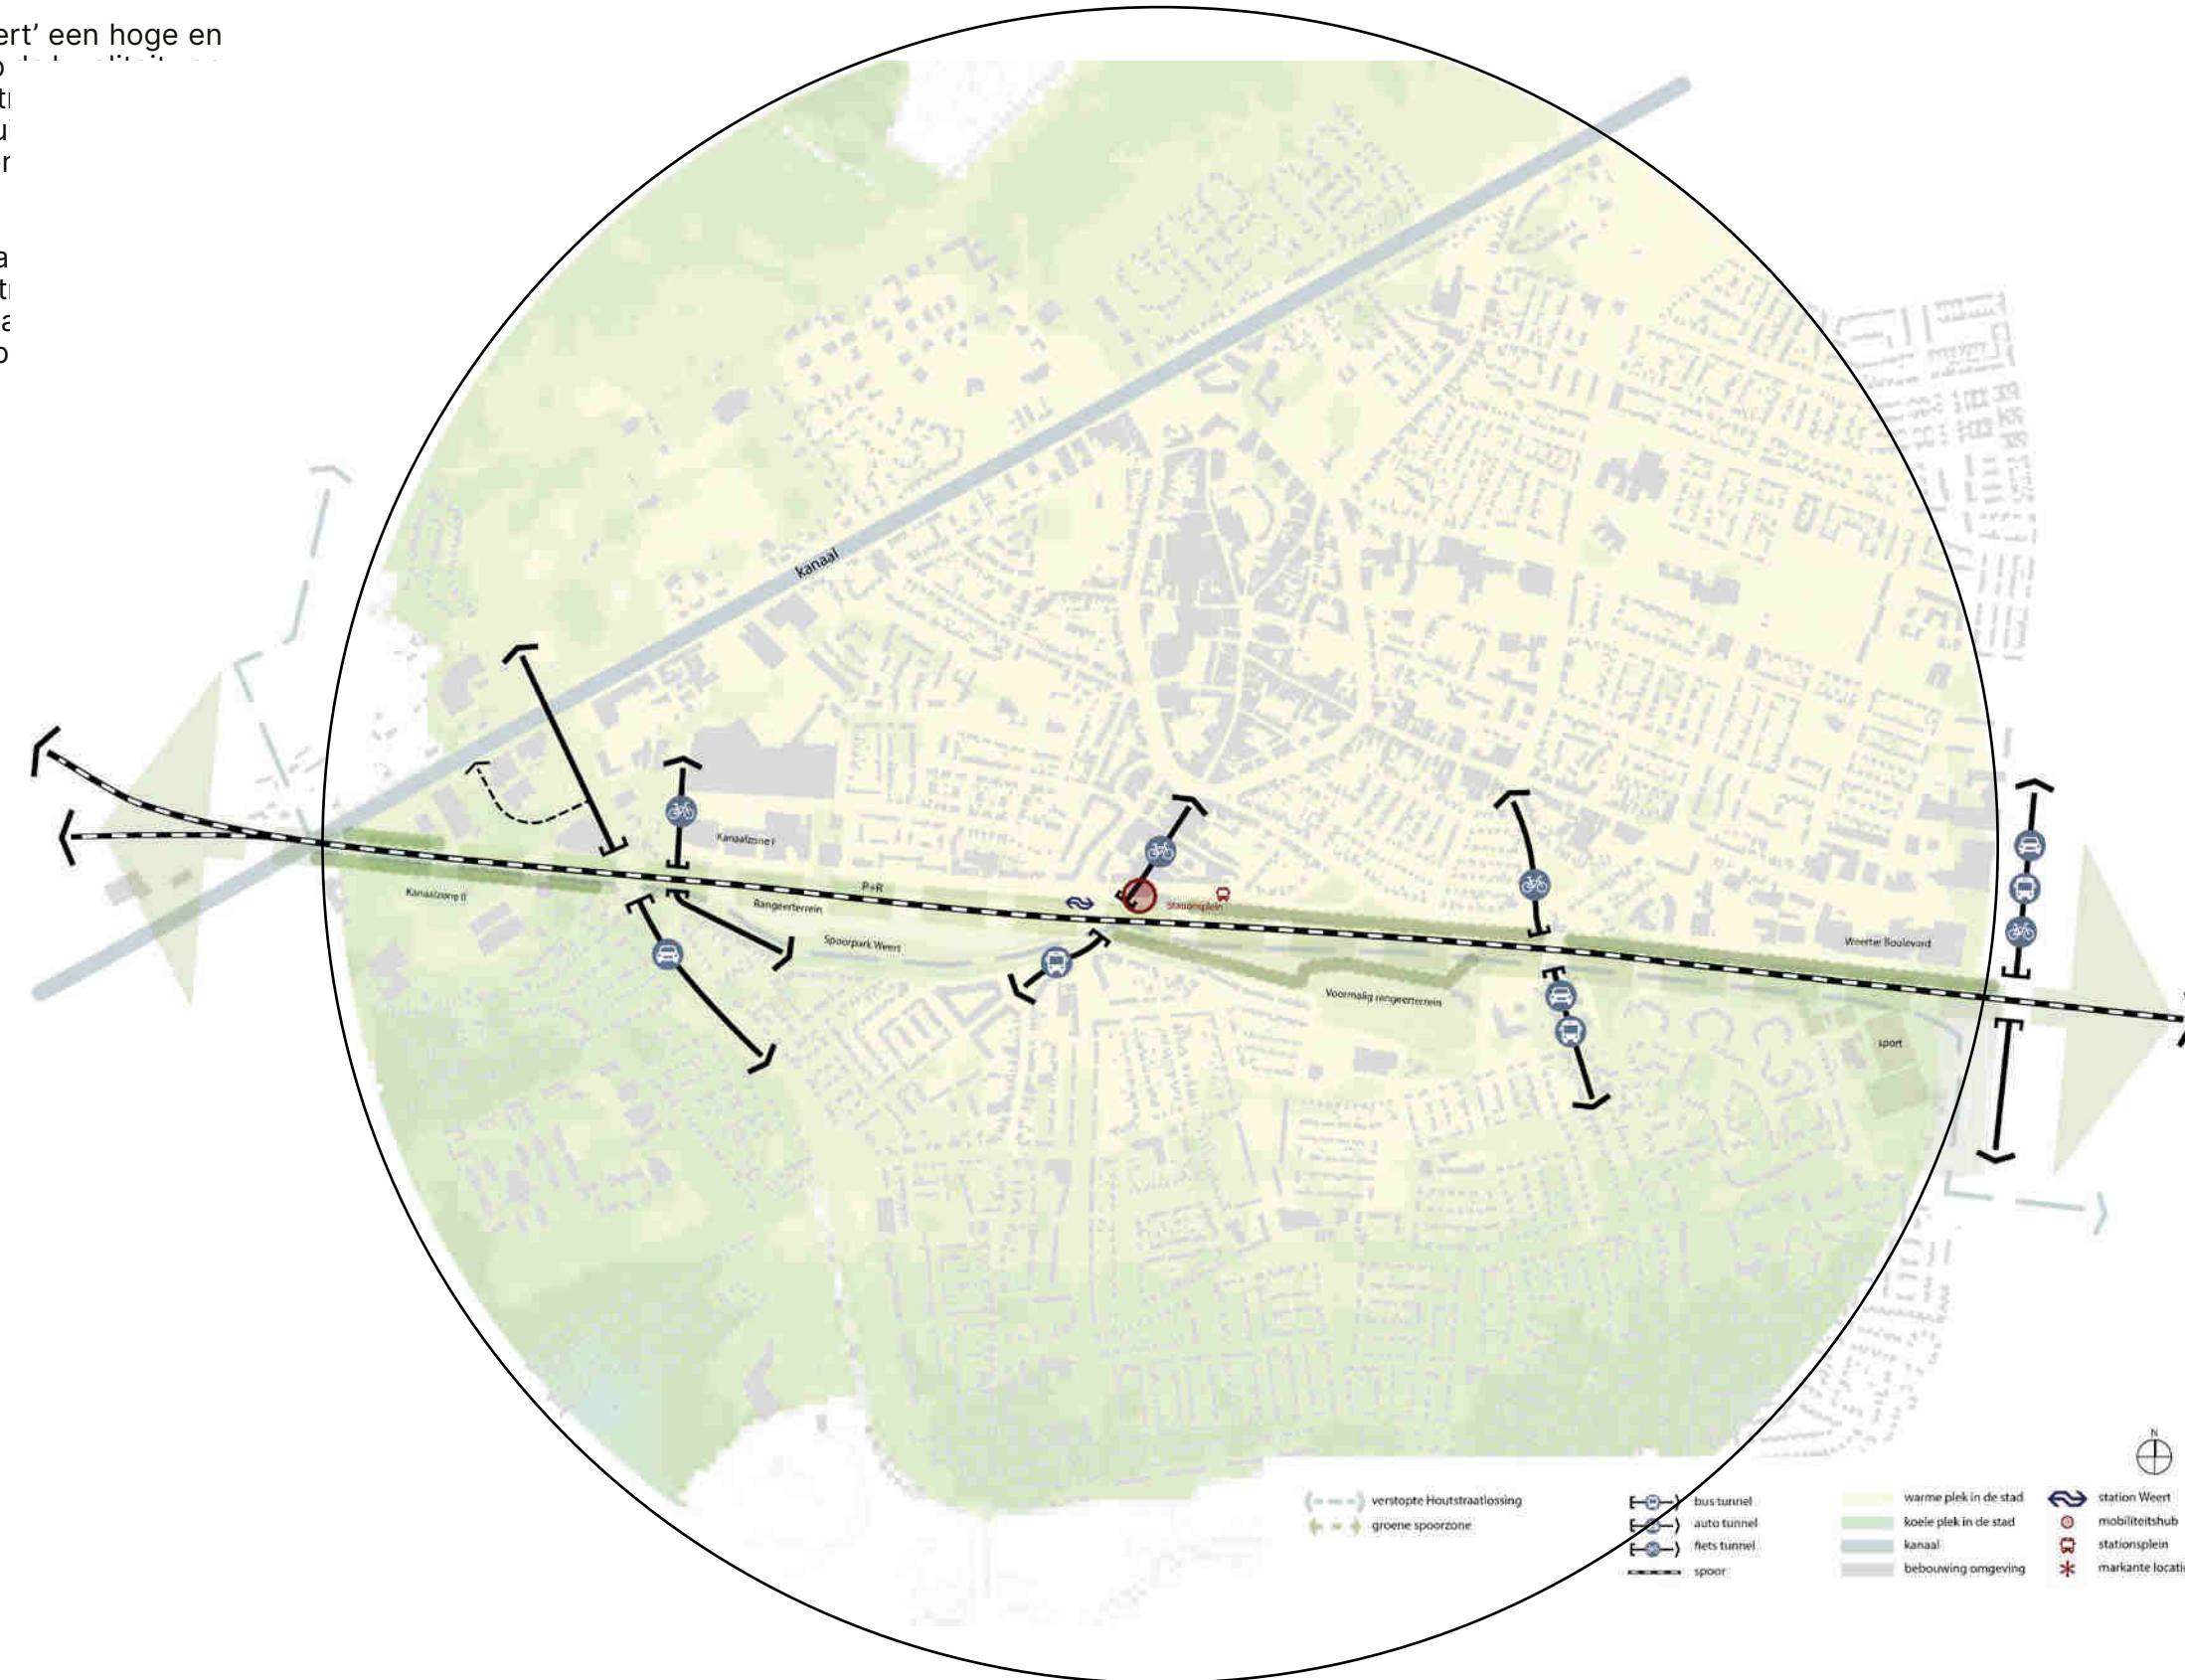 ert’ een hoge en
kanaal
Kanaalzone I
P+R
Kanaalzone II
Rangeerterrein
Stationsplein
Spoorpark Weert
Weerter Boulevard
Voormalig rangeerterrein
sport
N
verstopte Houtstraatlossing
groene spoorzone
bus tunnel
auto tunnel
fiets tunnel
spoor
warme plek in de stad
koele plek in de stad
kanaal
bebouwing omgeving
station Weert
mobiliteitshub
stationsplein
markante locati